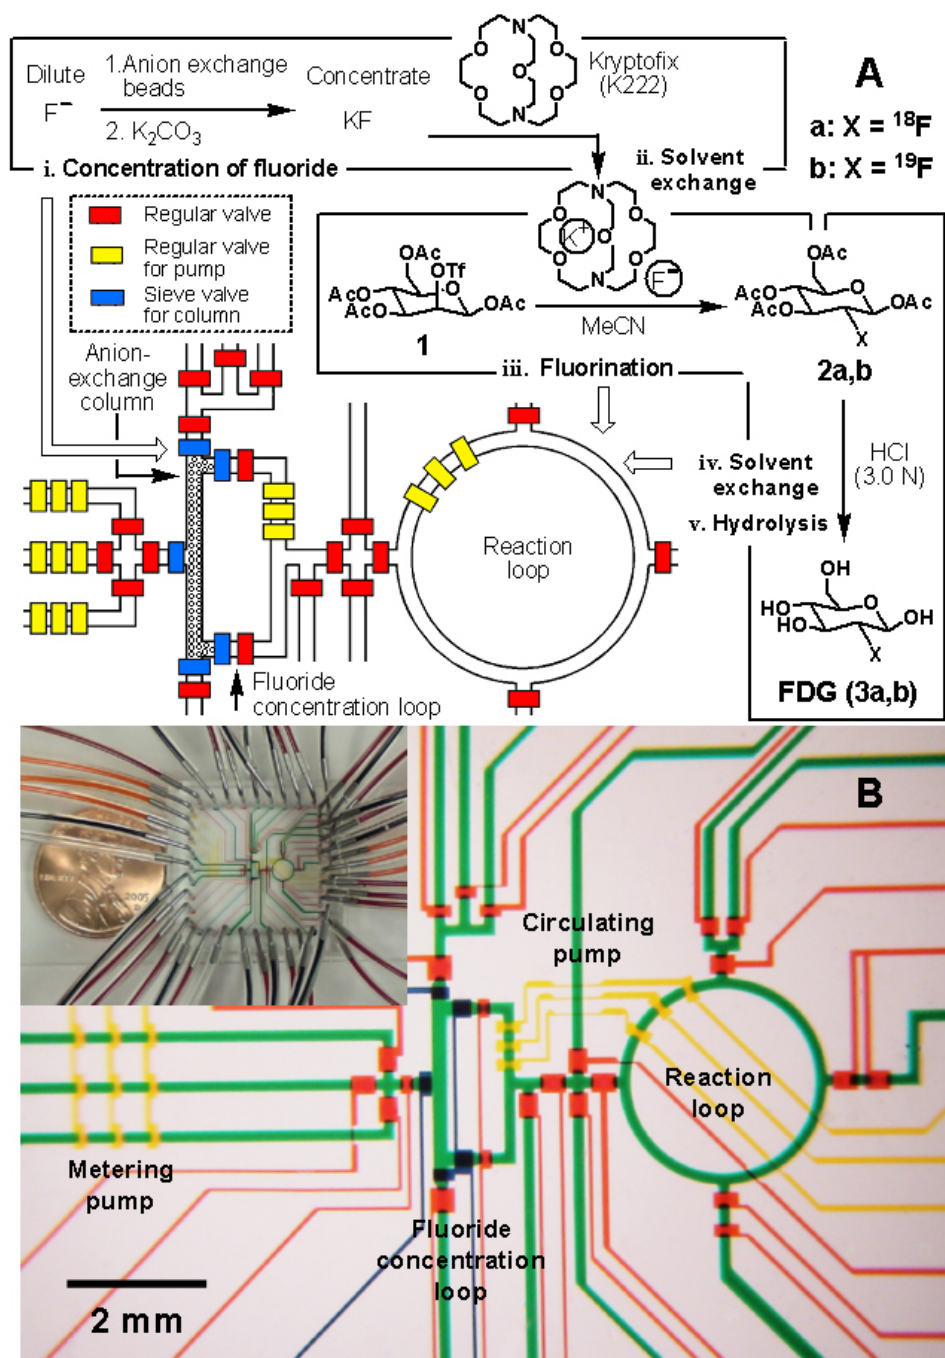 A
a: X = ¹⁸F
b: X = ¹⁹F
Dilute
F⁻
1.Anion exchange
beads
2. K₂CO₃
Concentrate
KF
N
O
O
O
O
O
N
Kryptofix
(K222)
i. Concentration of fluoride
ii. Solvent
exchange
Regular valve
Regular valve
for pump
Sieve valve
for column
N
O
O
K⁺
O
O
O
N
F⁻
OAc
OTf
AcO
AcO
O
OAc
1
MeCN
OAc
AcO
AcO
O
OAc
X
2a,b
iii. Fluorination
Anion-
exchange
column
HCl
(3.0 N)
iv. Solvent
exchange
v. Hydrolysis
Reaction
loop
OH
HO
HO
O
OH
X
FDG (3a,b)
Fluoride
concentration loop
B
2005
Circulating
pump
Reaction
loop
Metering
pump
Fluoride
concentration
loop
2 mm